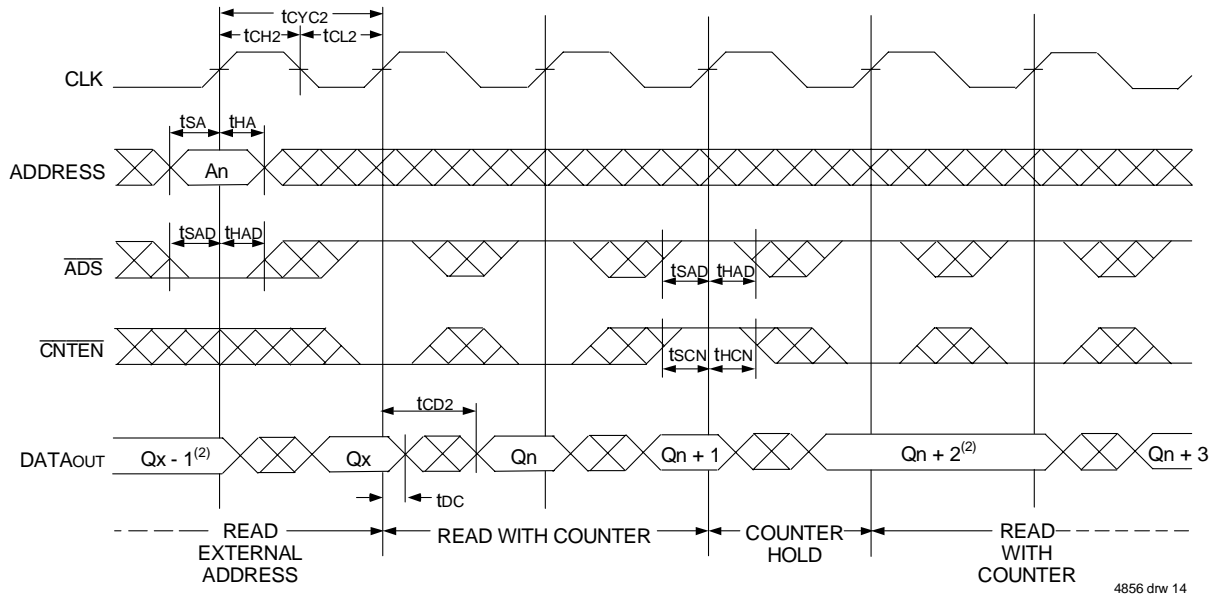 tCYC2
tCH2 tCL2
CLK
tSA tHA
ADDRESS An
tSAD tHAD
ADS
tSAD tHAD
CNTEN
tSCN tHCN
tCD2
DATAOUT Qx - 1(2) Qx Qn Qn + 1 Qn + 2(2) Qn + 3
tDC
READ EXTERNAL ADDRESS
READ WITH COUNTER
COUNTER HOLD
READ WITH COUNTER
4856 drw 14